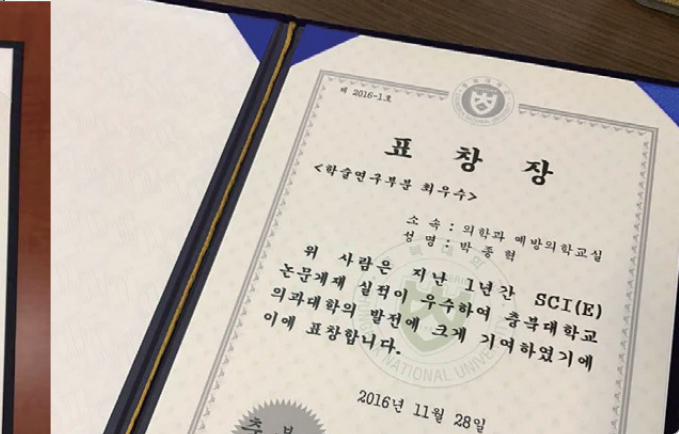 제 2016-1호
표 창 장
<학술연구부분 최우수>
소 속 : 의학과 예방의학교실
성 명 : 박 종 혁
위 사람은 지난 1년간 SCI(E)
논문게재 실적이 우수하여 충북대학교
의과대학의 발전에 크게 기여하였기에
이에 표창합니다.
2016년 11월 28일
NATIONAL UNIVERSITY